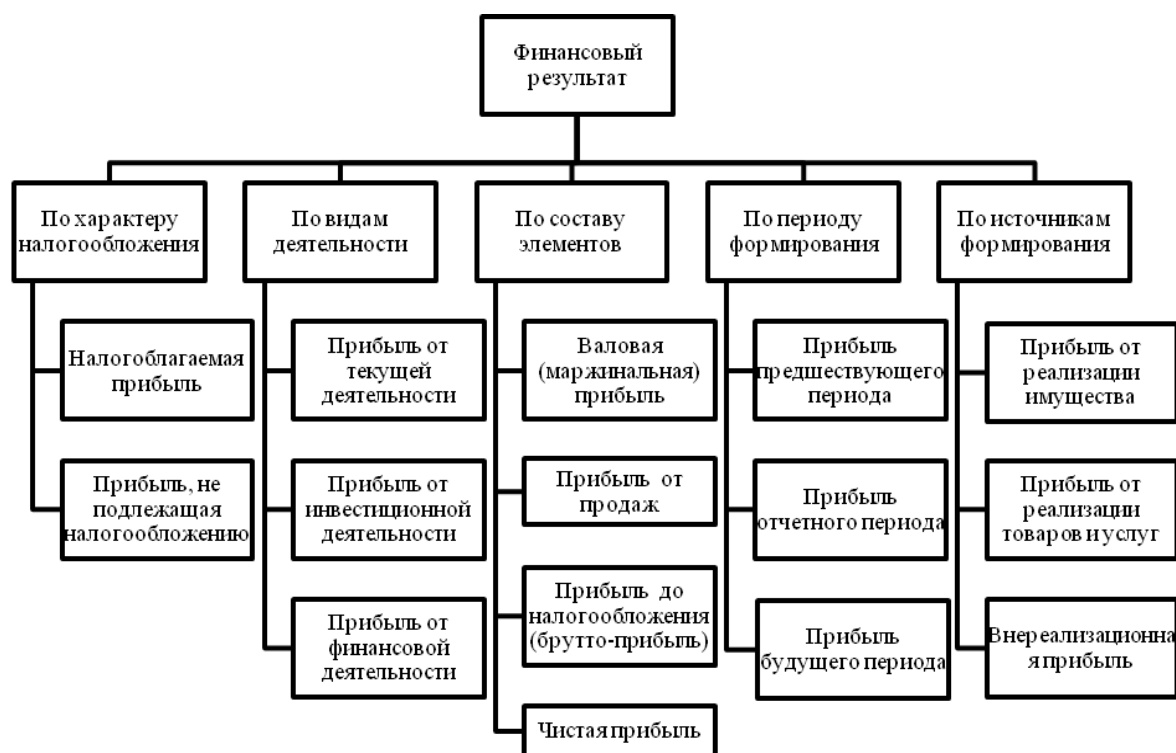 Финансовый
результат
По характеру
налогообложения
По видам
деятельности
По составу
элементов
По периоду
формирования
По источникам
формирования
Налогоблагаемая
прибыль
Прибыль, не
подлежащая
налогообложению
Прибыль от
текущей
деятельности
Прибыль от
инвестиционной
деятельности
Прибыль от
финансовой
деятельности
Валовая
(маржинальная)
прибыль
Прибыль от
продаж
Прибыль до
налогообложения
(брутто-прибыль)
Чистая прибыль
Прибыль
предшествующего
периода
Прибыль
отчетного периода
Прибыль
будущего периода
Прибыль от
реализации
имущества
Прибыль от
реализации
товаров и услуг
Внереализационна
я прибыль